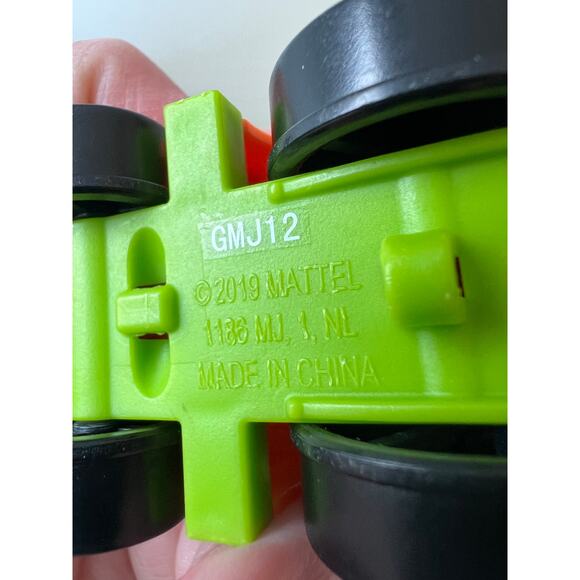 GMJ12
©2019 MATTEL
1186 MJ, 1, NL
MADE IN CHINA